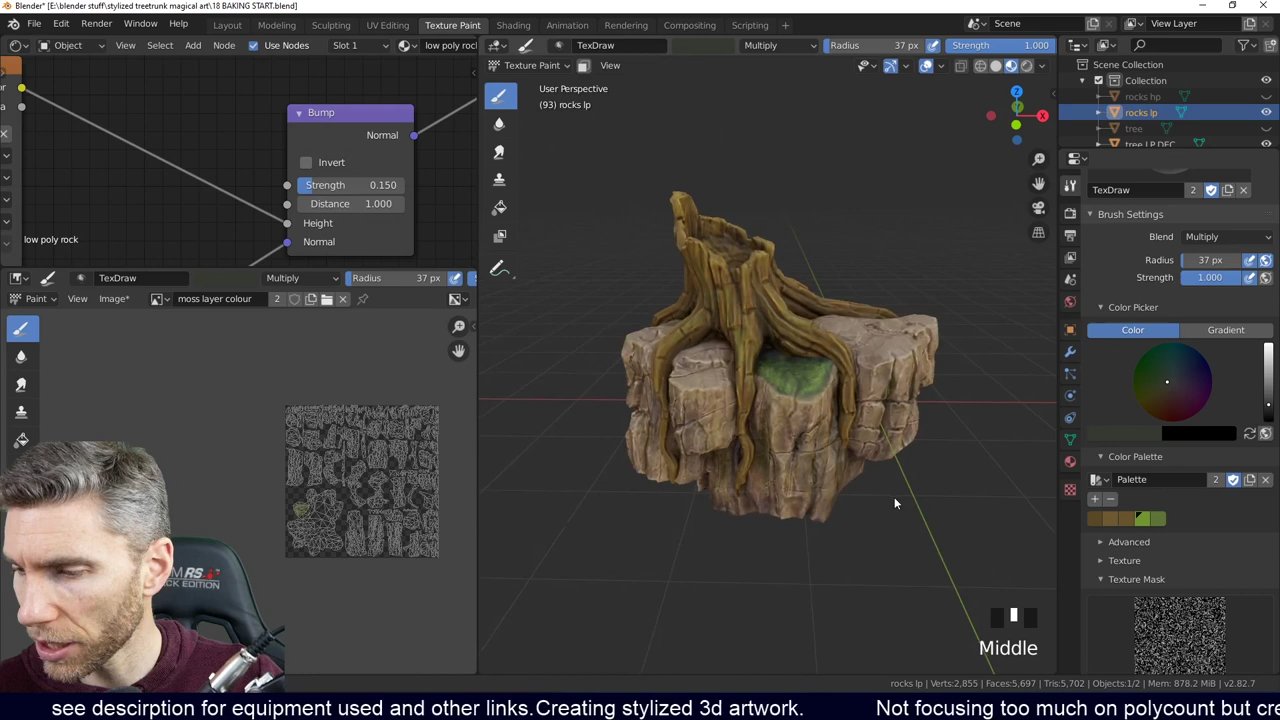 Blender* [E:\blender stuff\stylized treetrunk magical art\18 BAKING START.blend]
File Edit Render Window Help Layout Modeling Sculpting UV Editing Texture Paint Shading Animation Rendering Compositing Scripting Scene View Layer
Object View Select Add Node Use Nodes Slot 1 low poly rock
TexDraw Multiply Radius 37 px Strength 1.000
Texture Paint View
Scene Collection
Collection
rocks hp
rocks lp
tree
tree LP DEC
User Perspective
(93) rocks lp
Bump
Normal
Invert
Strength 0.150
Distance 1.000
Height
Normal
low poly rock
TexDraw Multiply Radius 37 px
Paint View Image* moss layer colour 2
Z
X
TexDraw 2
Brush Settings
Blend Multiply
Radius 37 px
Strength 1.000
Color Picker
Color Gradient
Color Palette
Palette 2
Advanced
Texture
Texture Mask
Middle
rocks lp | Verts:2,855 | Faces:5,697 | Tris:5,702 | Objects:1/2 | Mem: 878.2 MiB | v2.82.7
see descirption for equipment used and other links.Creating stylized 3d artwork. Not focusing too much on polycount but cre